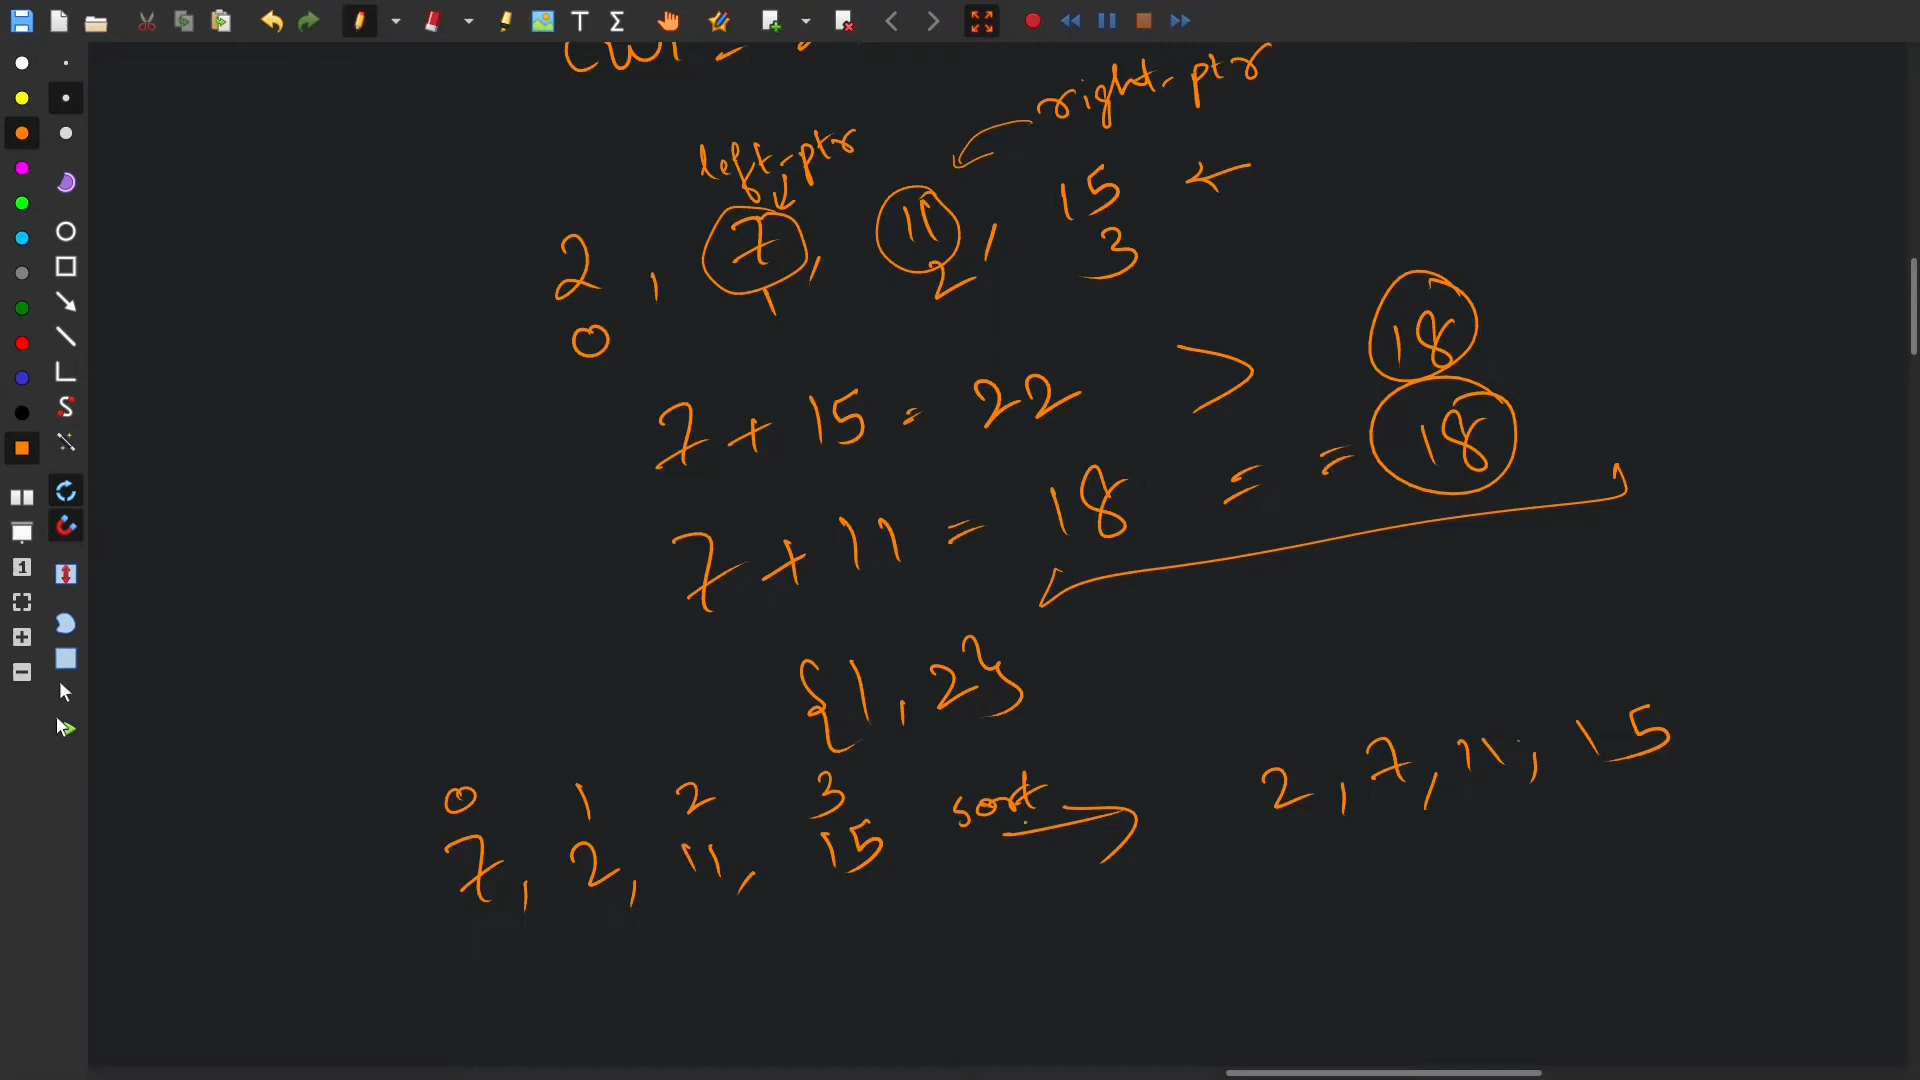 right-ptr
left-ptr
2, 7, 11, 15 ←
0 1 2 3
7 + 15 = 22 > 18
7 + 11 = 18 == 18
{1, 2}
0 1 2 3
7, 2, 11, 15 sort → 2, 7, 11, 15